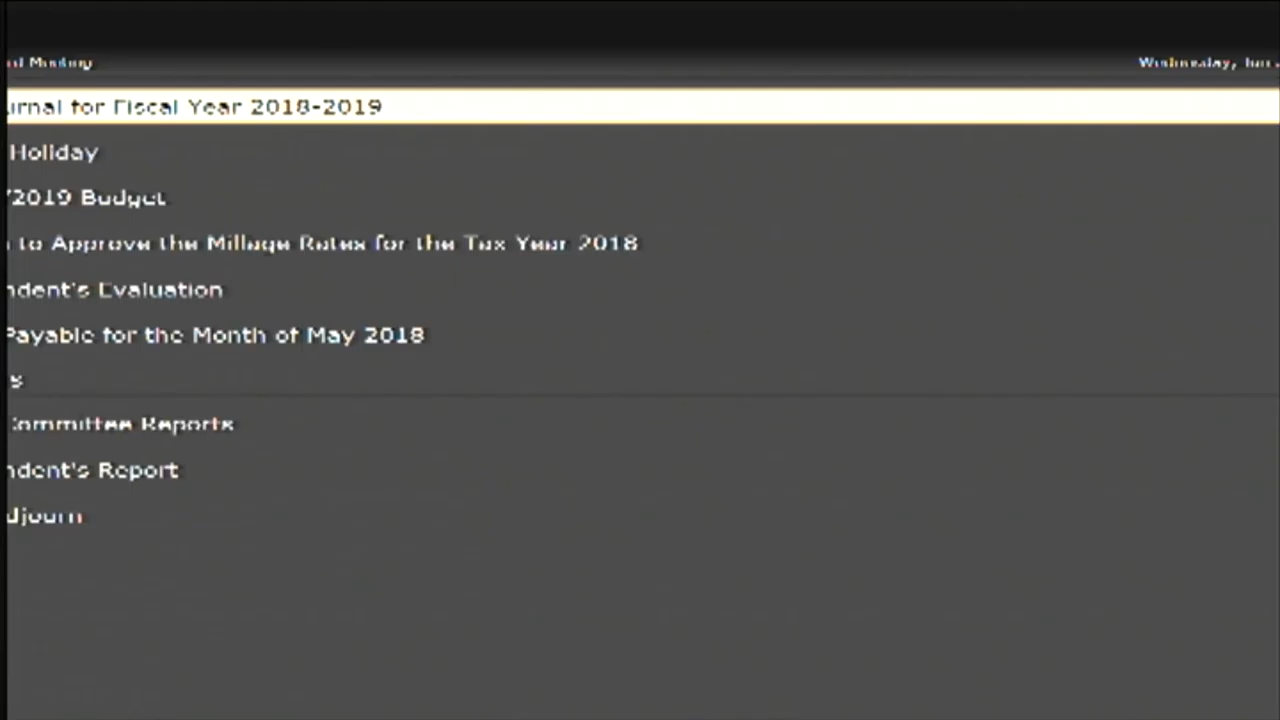 Meeting
Wednesday,
for Fiscal Year 2018-2019
Holiday
2019 Budget
to Approve the Millage Rates for the Tax Year 2018
ndent's Evaluation
Payable for the Month of May 2018
s
Committee Reports
ndent's Report
djourn